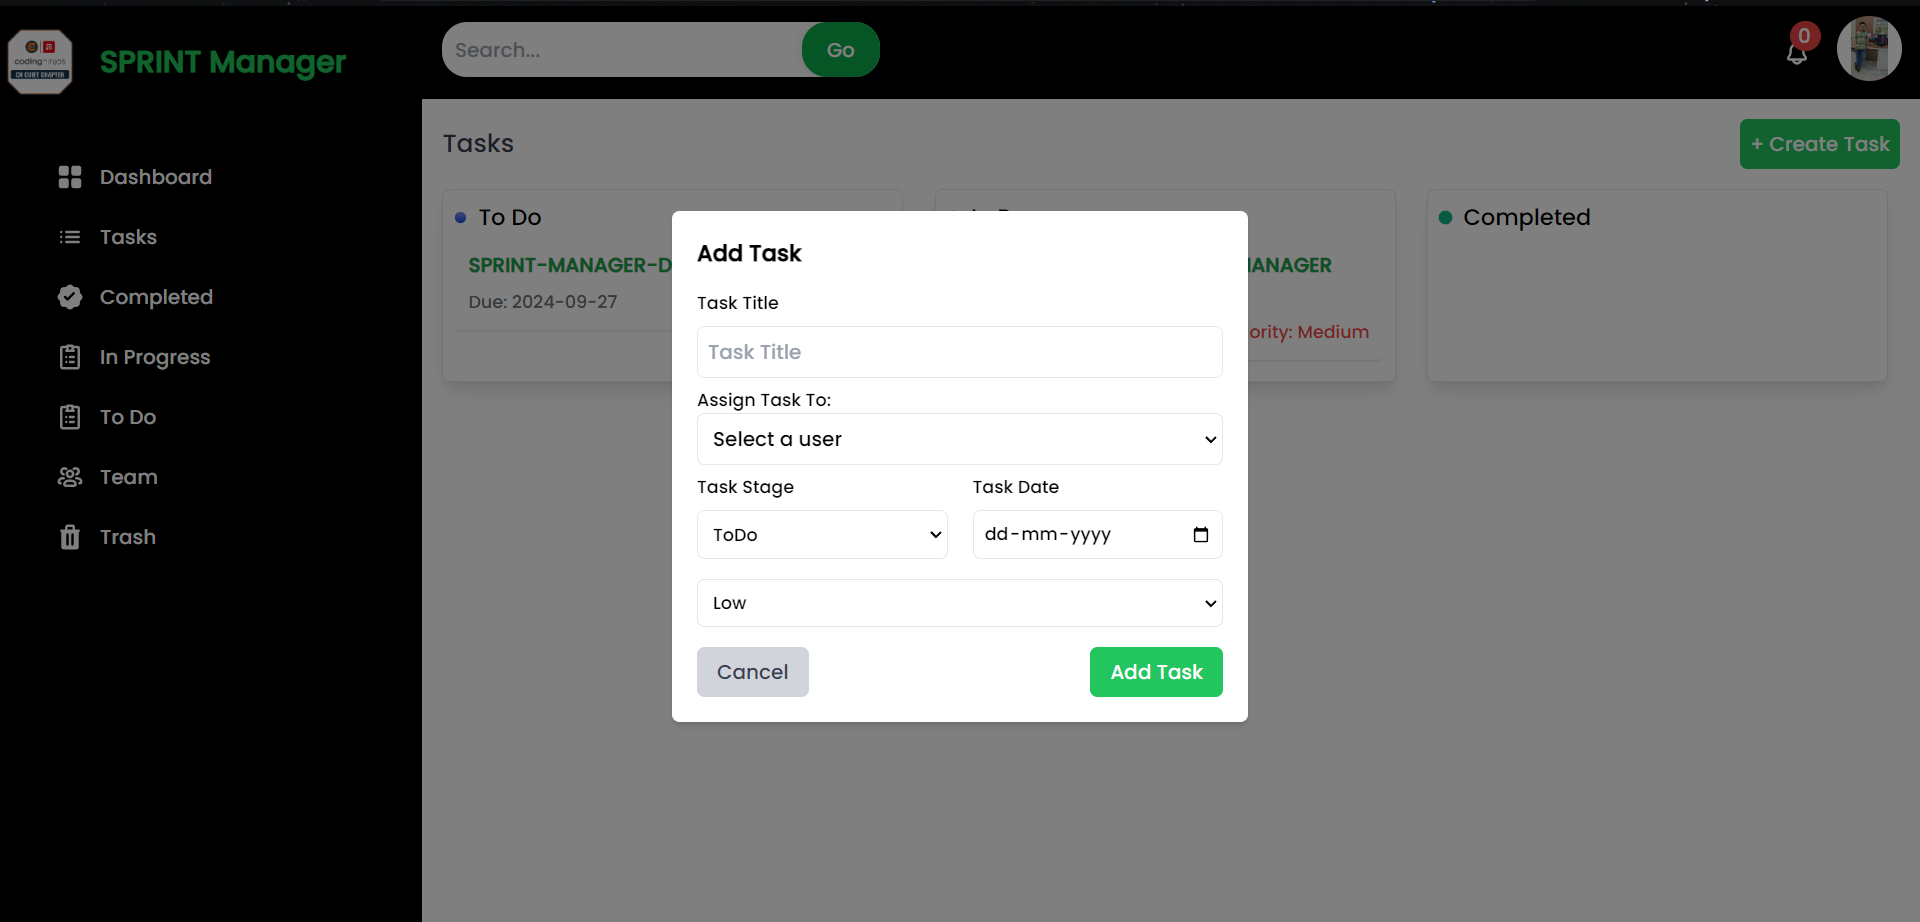 coding ninjas
CN CUIET CHAPTER
SPRINT Manager
Search...
Go
0
Dashboard
Tasks
Completed
In Progress
To Do
Team
Trash
Tasks
+ Create Task
To Do
SPRINT-MANAGER-D
Due: 2024-09-27
ANAGER
ority: Medium
Completed
Add Task
Task Title
Task Title
Assign Task To:
Select a user
Task Stage
Task Date
ToDo
dd-mm-yyyy
Low
Cancel
Add Task